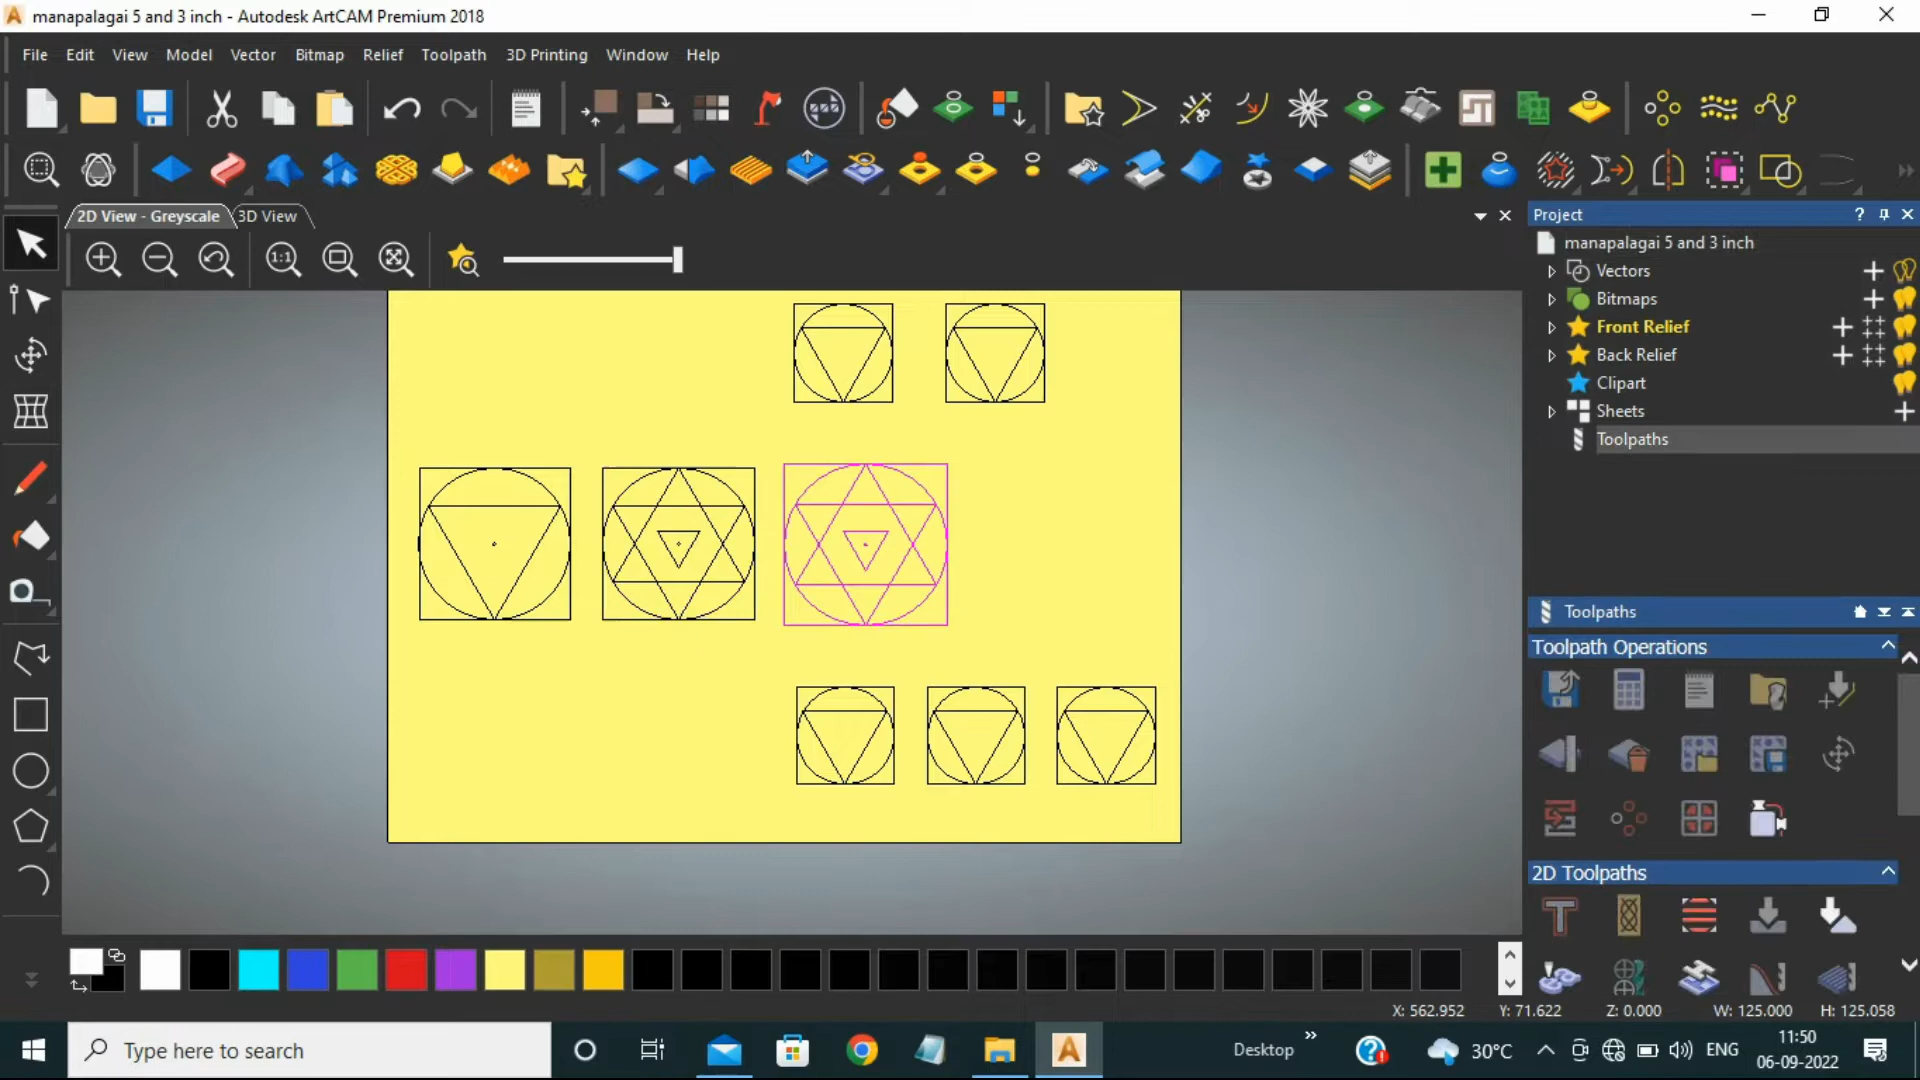 manapalagai 5 and 3 inch - Autodesk ArtCAM Premium 2018
File Edit View Model Vector Bitmap Relief Toolpath 3D Printing Window Help
2D View - Greyscale 3D View
1:1
Project
?
manapalagai 5 and 3 inch
Vectors
Bitmaps
Front Relief
Back Relief
Clipart
Sheets
Toolpaths
Toolpaths
Toolpath Operations
2D Toolpaths
X: 562.952 Y: 71.622 Z: 0.000 W: 125.000 H: 125.058
Type here to search
Desktop
30°C
ENG
11:50
06-09-2022